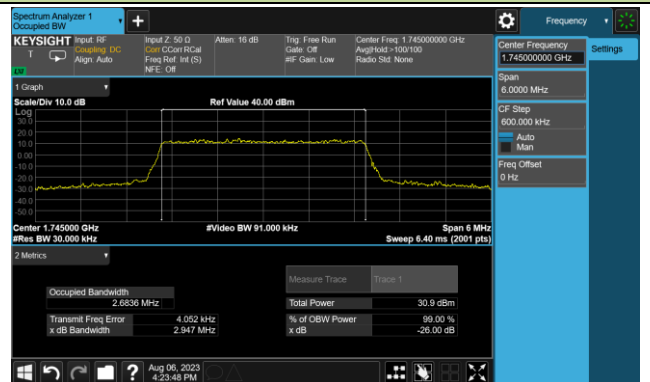 Spectrum Analyzer 1
Occupied BW
Frequency
KEYSIGHT
Input: RF
Coupling: DC
Align: Auto
Input Z: 50 Ω
Corr CCorr RCal
Freq Ref: Int (S)
NFE: Off
Atten: 16 dB
Trig: Free Run
Gate: Off
#IF Gain: Low
Center Freq: 1.745000000 GHz
Avg|Hold:>100/100
Radio Std: None
Center Frequency
1.745000000 GHz
Settings
Span
6.0000 MHz
CF Step
600.000 kHz
Auto
Man
Freq Offset
0 Hz
1 Graph
Scale/Div 10.0 dB
Ref Value 40.00 dBm
Log
30.0
20.0
10.0
0.00
-10.0
-20.0
-30.0
-40.0
-50.0
Center 1.745000 GHz
#Video BW 91.000 kHz
Span 6 MHz
#Res BW 30.000 kHz
Sweep 6.40 ms (2001 pts)
2 Metrics
Measure Trace
Trace 1
Occupied Bandwidth
2.6836 MHz
Total Power
30.9 dBm
Transmit Freq Error
4.052 kHz
% of OBW Power
99.00 %
x dB Bandwidth
2.947 MHz
x dB
-26.00 dB
Aug 06, 2023
4:23:48 PM